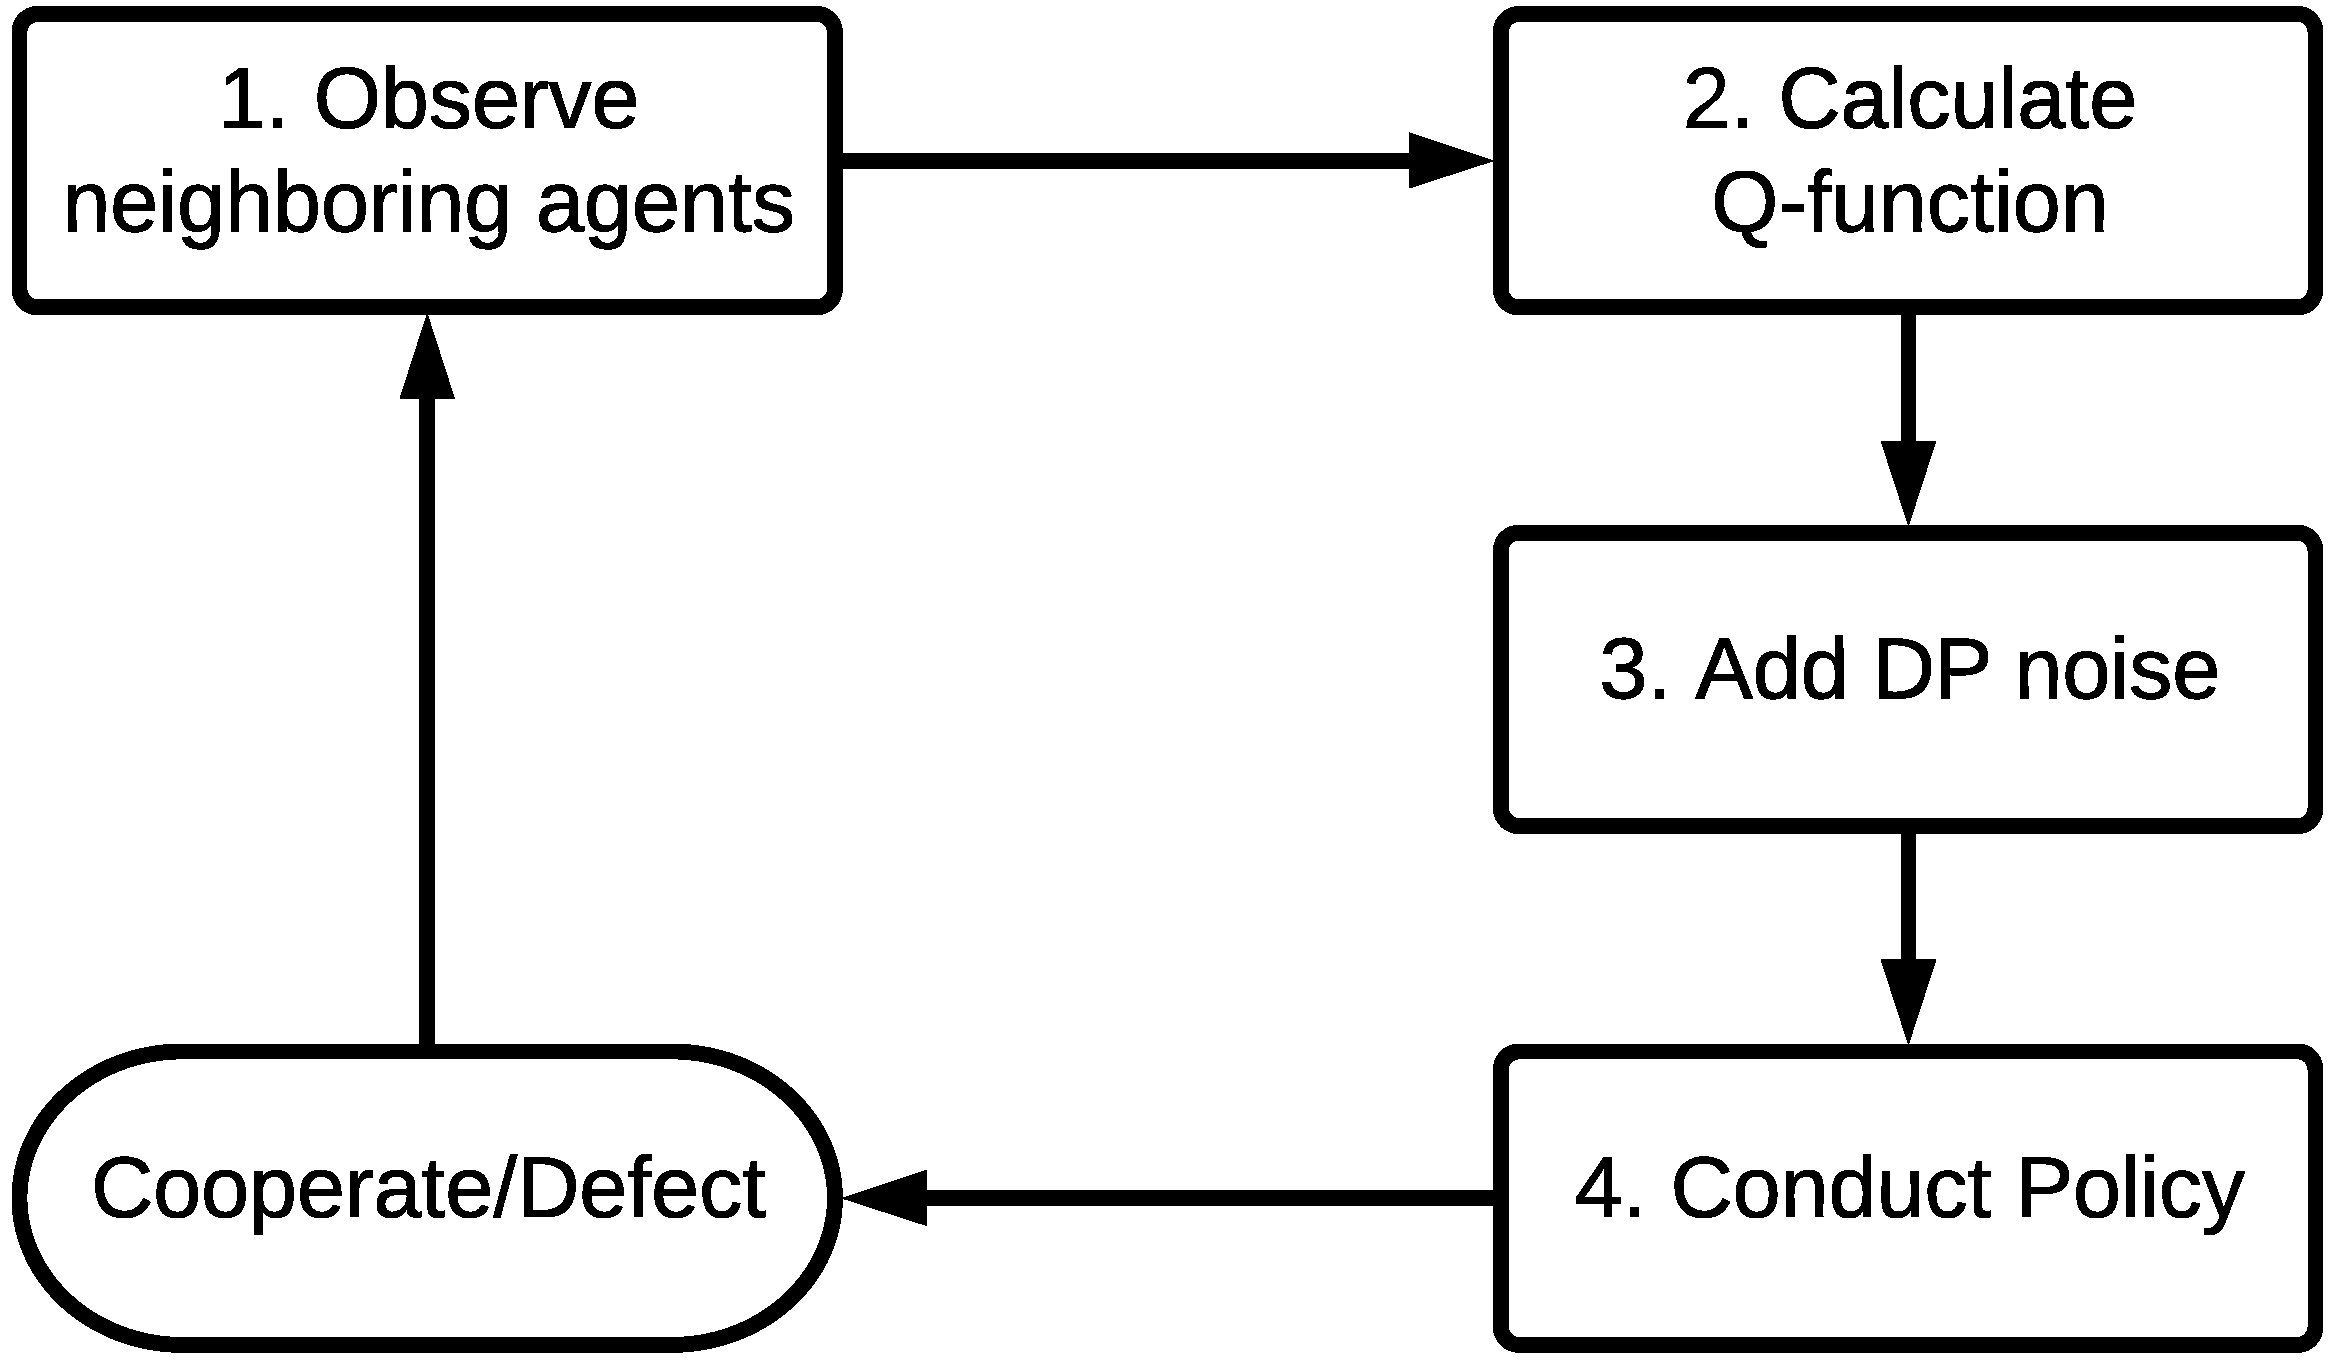 1. Observe
neighboring agents
2. Calculate
Q-function
3. Add DP noise
4. Conduct Policy
Cooperate/Defect